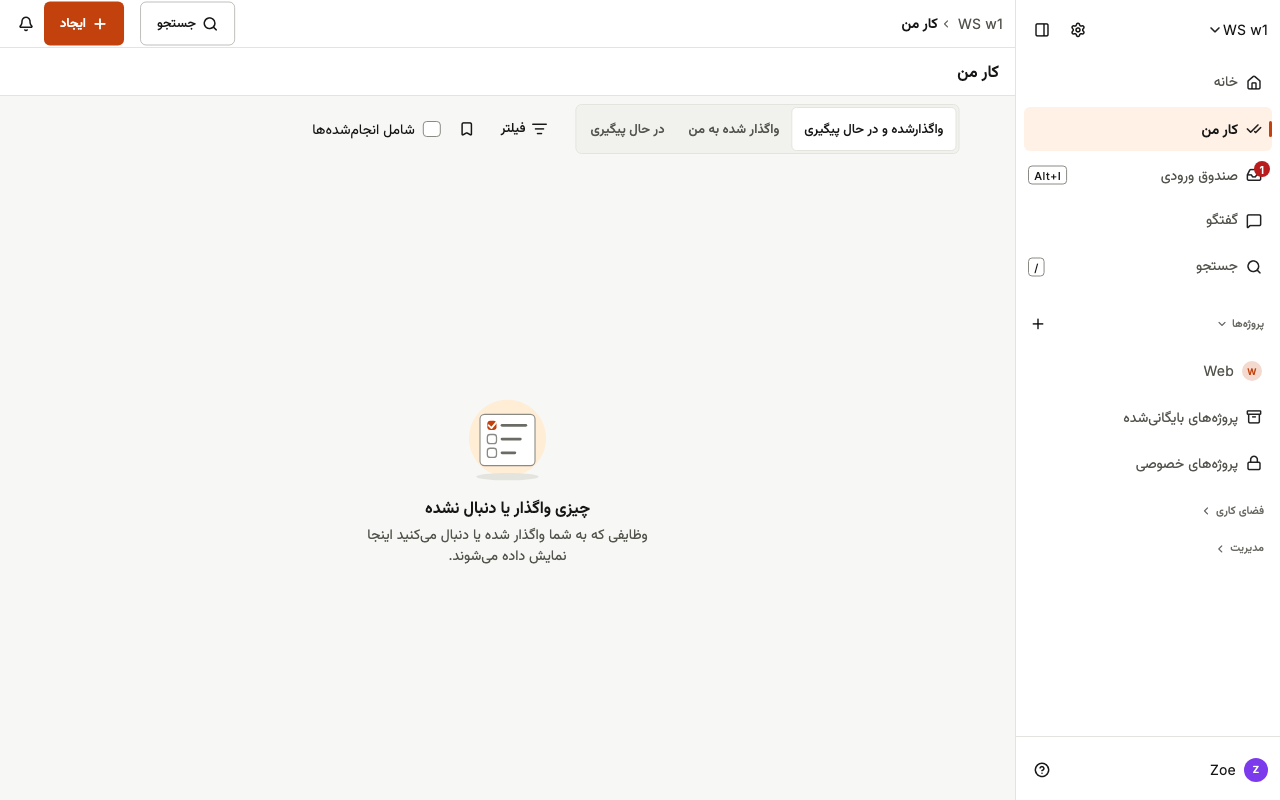 WS w1
خانه
کار من
صندوق ورودی
1
Alt+I
گفتگو
جستجو
/
پروژه‌ها
W
Web
پروژه‌های بایگانی‌شده
پروژه‌های خصوصی
فضای کاری
مدیریت
Z
Zoe
WS w1
کار من
جستجو
ایجاد
کار من
واگذارشده و در حال پیگیری
واگذار شده به من
در حال پیگیری
فیلتر
شامل انجام‌شده‌ها
چیزی واگذار یا دنبال نشده
وظایفی که به شما واگذار شده یا دنبال می‌کنید اینجا
نمایش داده می‌شوند.